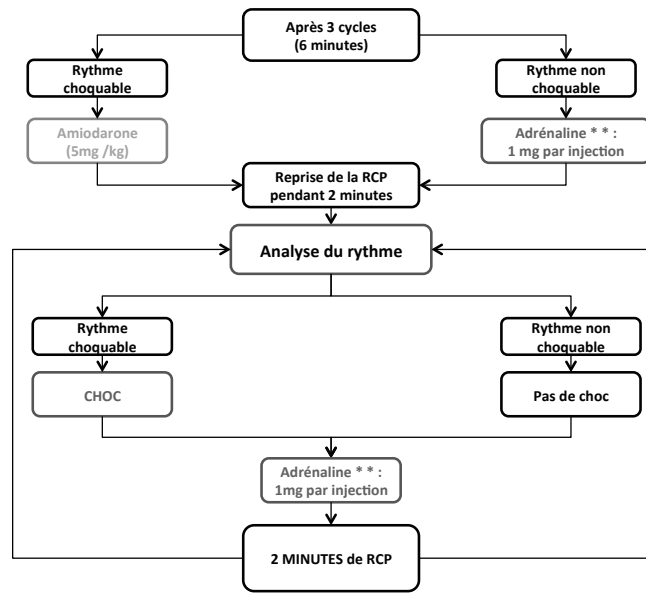 Après 3 cycles
(6 minutes)
Rythme
choquable
Rythme non
choquable
Amiodarone
(5mg /kg)
Adrénaline * * :
1 mg par injection
Reprise de la RCP
pendant 2 minutes
Analyse du rythme
Rythme
choquable
Rythme non
choquable
CHOC
Pas de choc
Adrénaline * * :
1mg par injection
2 MINUTES de RCP